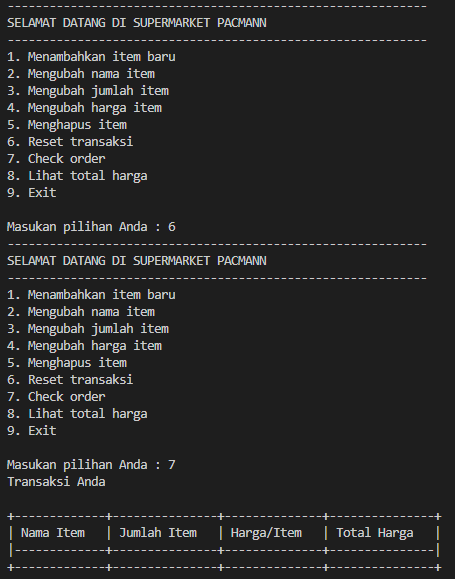 ------------------------------------------------------------
SELAMAT DATANG DI SUPERMARKET PACMANN
------------------------------------------------------------
1. Menambahkan item baru
2. Mengubah nama item
3. Mengubah jumlah item
4. Mengubah harga item
5. Menghapus item
6. Reset transaksi
7. Check order
8. Lihat total harga
9. Exit
Masukan pilihan Anda : 6
------------------------------------------------------------
SELAMAT DATANG DI SUPERMARKET PACMANN
------------------------------------------------------------
1. Menambahkan item baru
2. Mengubah nama item
3. Mengubah jumlah item
4. Mengubah harga item
5. Menghapus item
6. Reset transaksi
7. Check order
8. Lihat total harga
9. Exit
Masukan pilihan Anda : 7
Transaksi Anda
+-------------+---------------+--------------+---------------+
| Nama Item   | Jumlah Item   | Harga/Item   | Total Harga   |
|-------------+---------------+--------------+---------------|
+-------------+---------------+--------------+---------------+